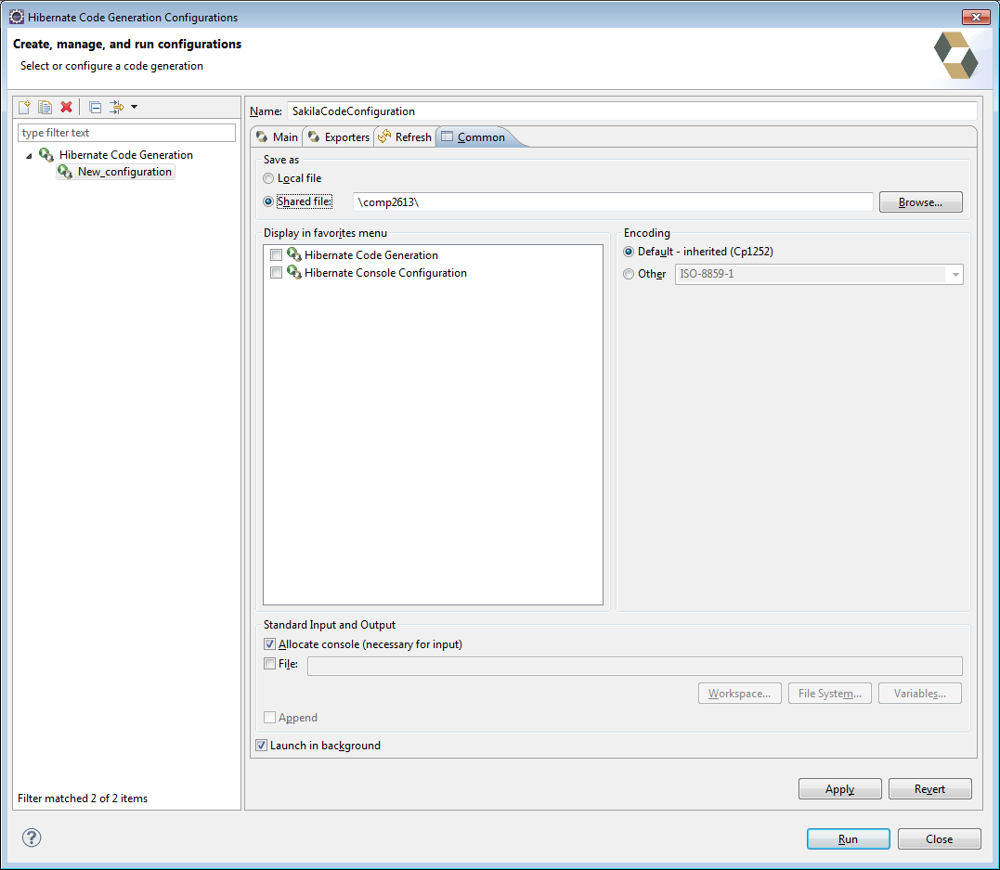 Hibernate Code Generation Configurations
Create, manage, and run configurations
Select or configure a code generation
type filter text
Hibernate Code Generation
New_configuration
Filter matched 2 of 2 items
Name: SakilaCodeConfiguration
Main Exporters Refresh Common
Save as
Local file
Shared file: \comp2613\ Browse...
Display in favorites menu
Hibernate Code Generation
Hibernate Console Configuration
Encoding
Default - inherited (Cp1252)
Other ISO-8859-1
Standard Input and Output
Allocate console (necessary for input)
File:
Workspace... File System... Variables...
Append
Launch in background
Apply Revert
? Run Close